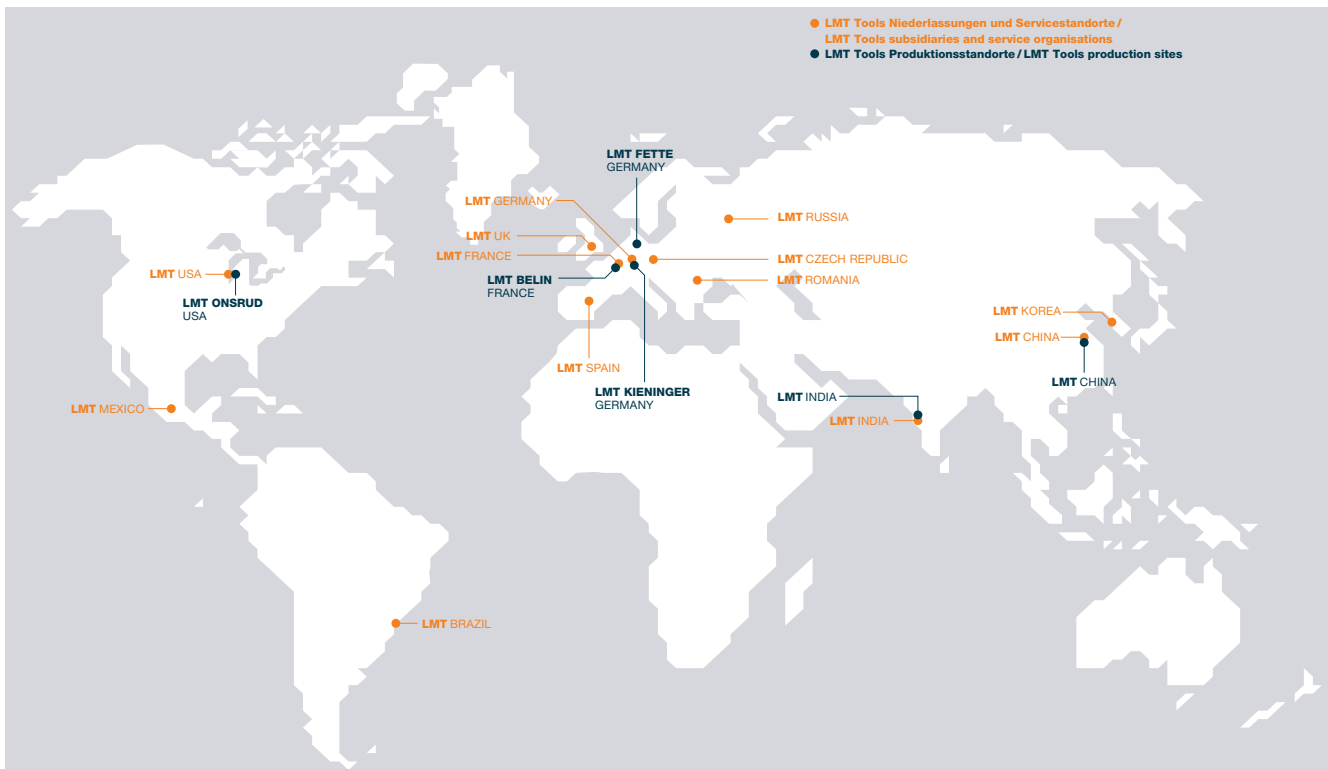 LMT Tools Niederlassungen und Servicestandorte /
LMT Tools subsidiaries and service organisations
LMT Tools Produktionsstandorte / LMT Tools production sites
LMT FETTE
GERMANY
LMT GERMANY
LMT RUSSIA
LMT UK
LMT FRANCE
LMT CZECH REPUBLIC
LMT USA
LMT BELIN
FRANCE
LMT ROMANIA
LMT ONSRUD
USA
LMT KOREA
LMT CHINA
LMT SPAIN
LMT CHINA
LMT KIENINGER
GERMANY
LMT INDIA
LMT MEXICO
LMT INDIA
LMT BRAZIL